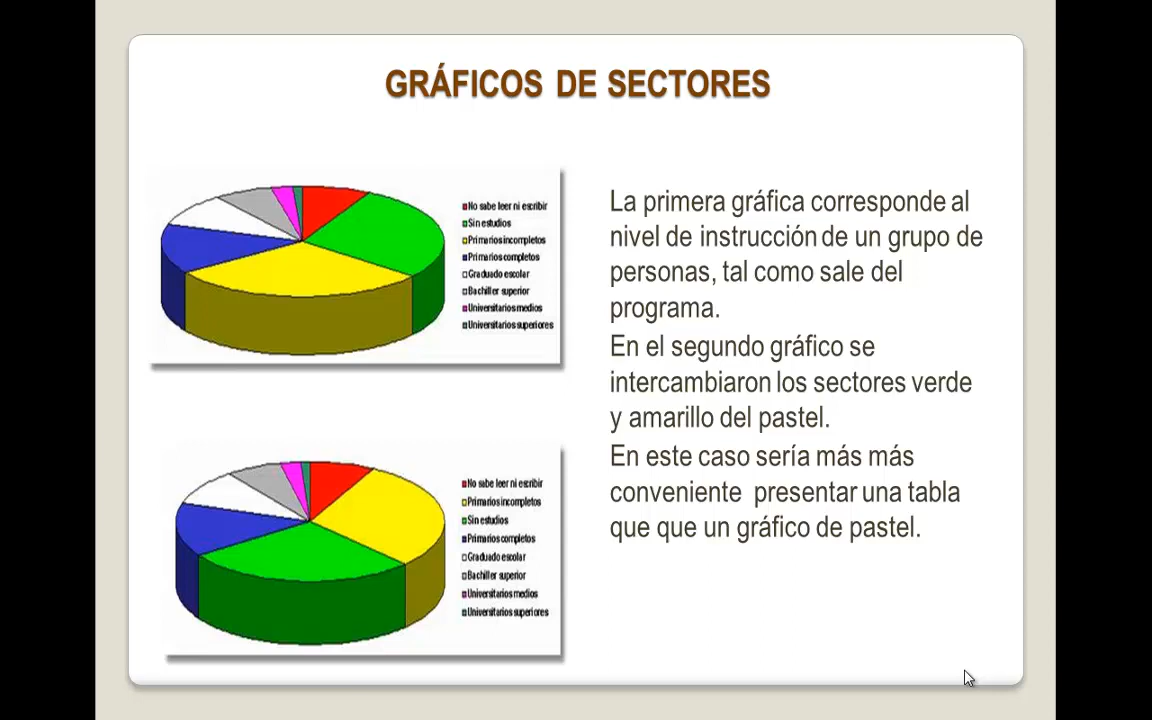 GRÁFICOS DE SECTORES
No sabe leer ni escribir
Sin estudios
Primarios incompletos
Primarios completos
Graduado escolar
Bachiller superior
Universitarios medios
Universitarios superiores
La primera gráfica corresponde al
nivel de instrucción de un grupo de
personas, tal como sale del
programa.
En el segundo gráfico se
intercambiaron los sectores verde
y amarillo del pastel.
En este caso sería más más
conveniente presentar una tabla
que que un gráfico de pastel.
No sabe leer ni escribir
Primarios incompletos
Sin estudios
Primarios completos
Graduado escolar
Bachiller superior
Universitarios medios
Universitarios superiores